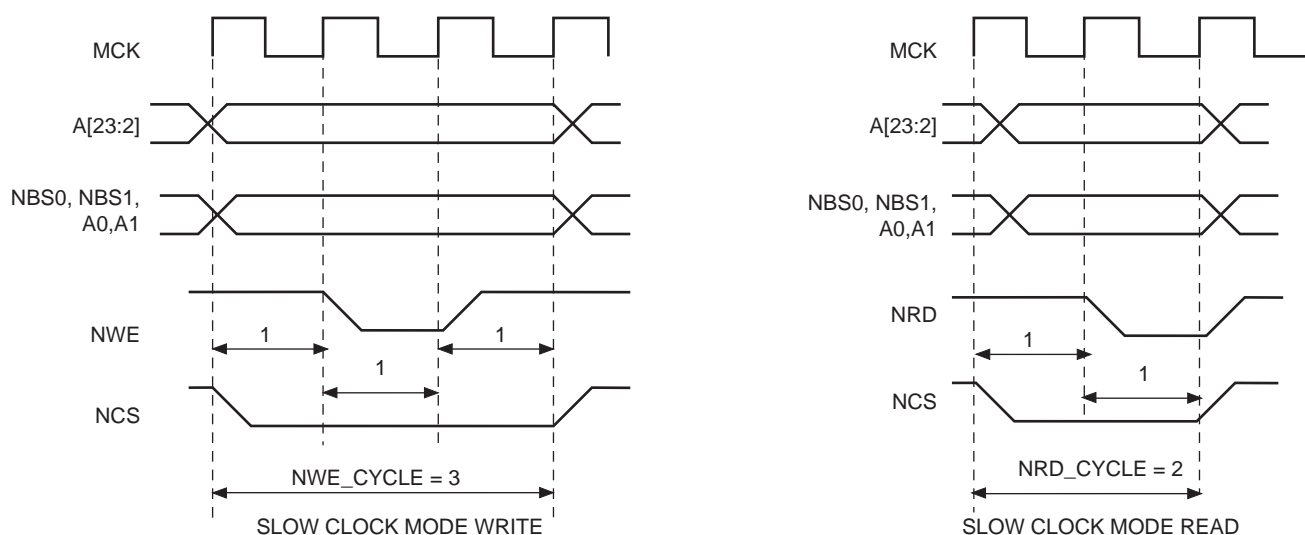 MCK
A[23:2]
NBS0, NBS1,
A0,A1
NWE
1
1
1
NCS
NWE_CYCLE = 3
SLOW CLOCK MODE WRITE
MCK
A[23:2]
NBS0, NBS1,
A0,A1
NRD
1
1
NCS
NRD_CYCLE = 2
SLOW CLOCK MODE READ